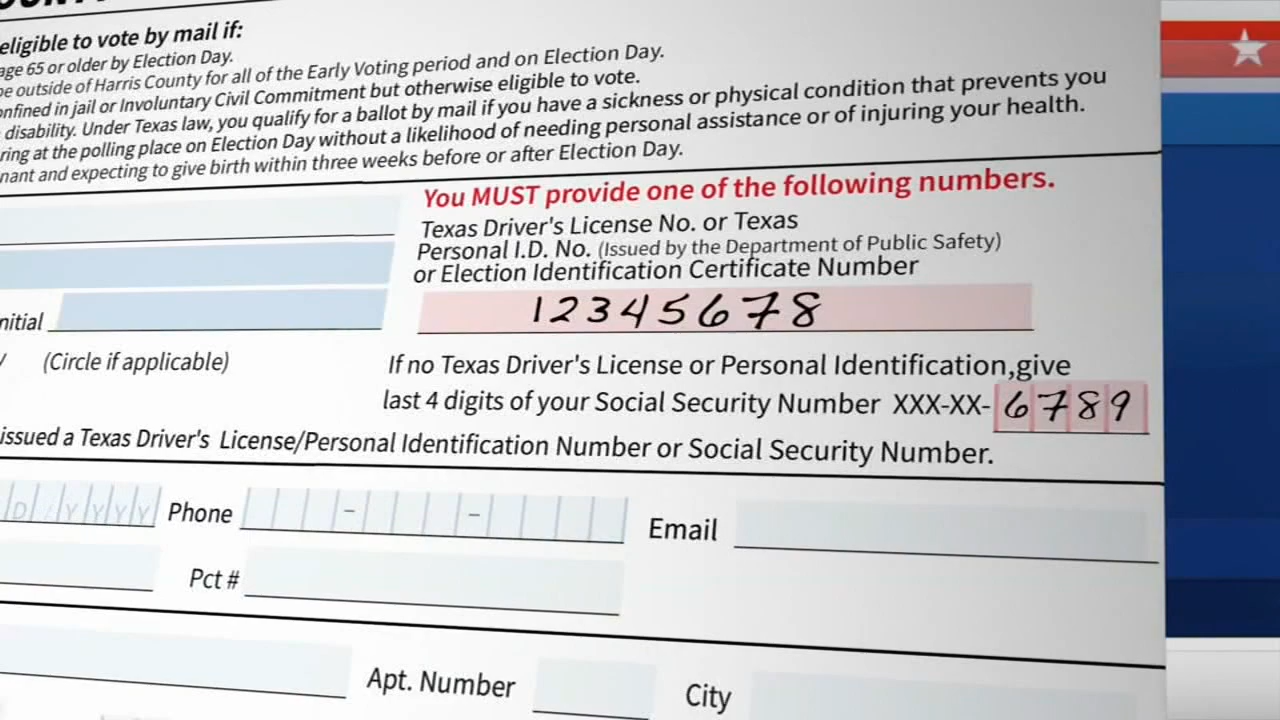 eligible to vote by mail if:
age 65 or older by Election Day.
be outside of Harris County for all of the Early Voting period and on Election Day.
onfined in jail or Involuntary Civil Commitment but otherwise eligible to vote.
disability. Under Texas law, you qualify for a ballot by mail if you have a sickness or physical condition that prevents you
ring at the polling place on Election Day without a likelihood of needing personal assistance or of injuring your health.
nant and expecting to give birth within three weeks before or after Election Day.
You MUST provide one of the following numbers.
Texas Driver's License No. or Texas
Personal I.D. No. (Issued by the Department of Public Safety)
or Election Identification Certificate Number
12345678
nitial
(Circle if applicable)
If no Texas Driver's License or Personal Identification,give
last 4 digits of your Social Security Number XXX-XX-6789
issued a Texas Driver's License/Personal Identification Number or Social Security Number.
D / Y Y Y Y Phone - - Email
Pct #
Apt. Number City